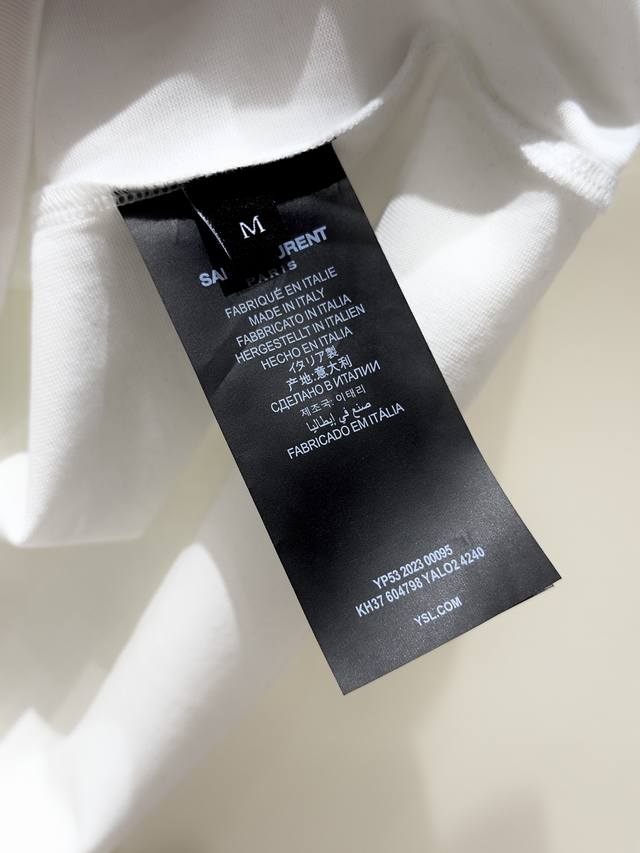 M
SAINT LAURENT
PARIS
FABRIQUÉ EN ITALIE
MADE IN ITALY
FABBRICATO IN ITALIA
HERGESTELLT IN ITALIEN
HECHO EN ITALIA
イタリア製
产地:意大利
СДЕЛАНО В ИТАЛИИ
제조국: 이태리
صنع في إيطاليا
FABRICADO EM ITÁLIA
YP53 2023 00095
KH37 604798 YALO2 4240
YSL.COM